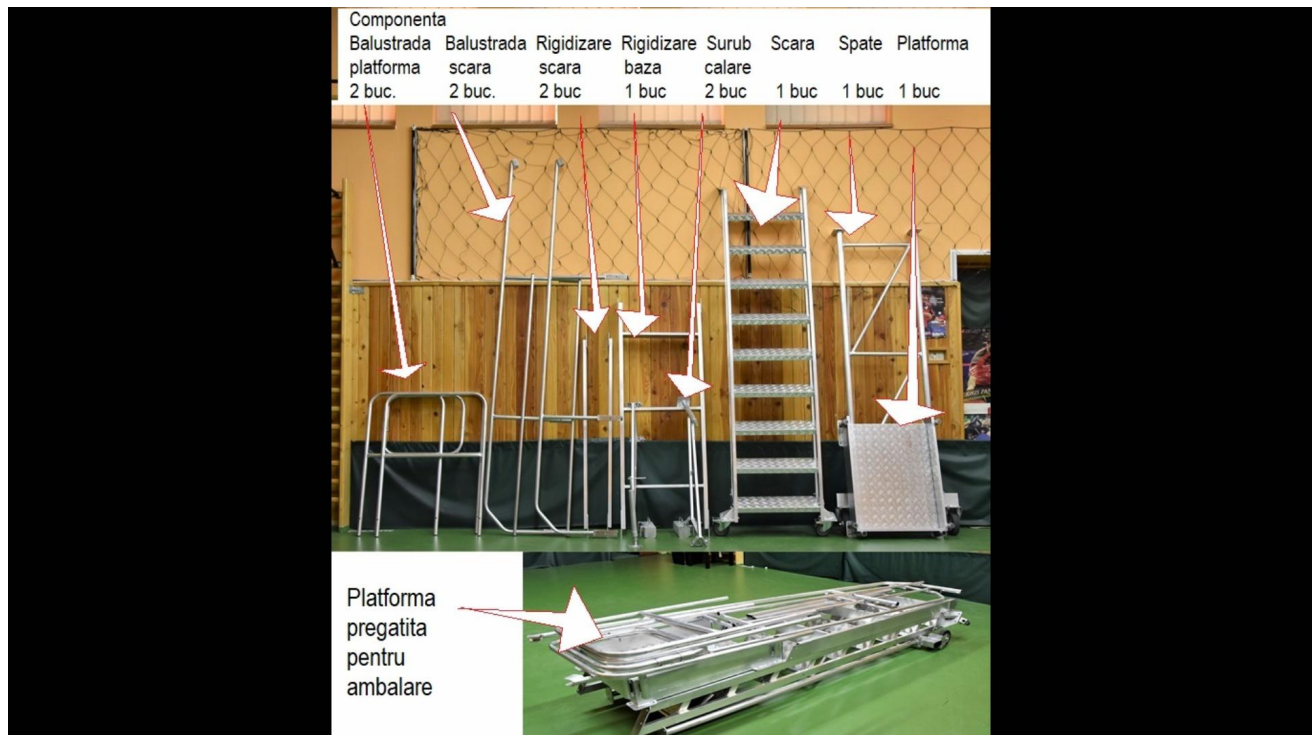 Componenta
Balustrada Balustrada Rigidizare Rigidizare Surub Scara Spate Platforma
platforma scara scara baza calare
2 buc. 2 buc. 2 buc 1 buc 2 buc 1 buc 1 buc 1 buc
Platforma
pregatita
pentru
ambalare